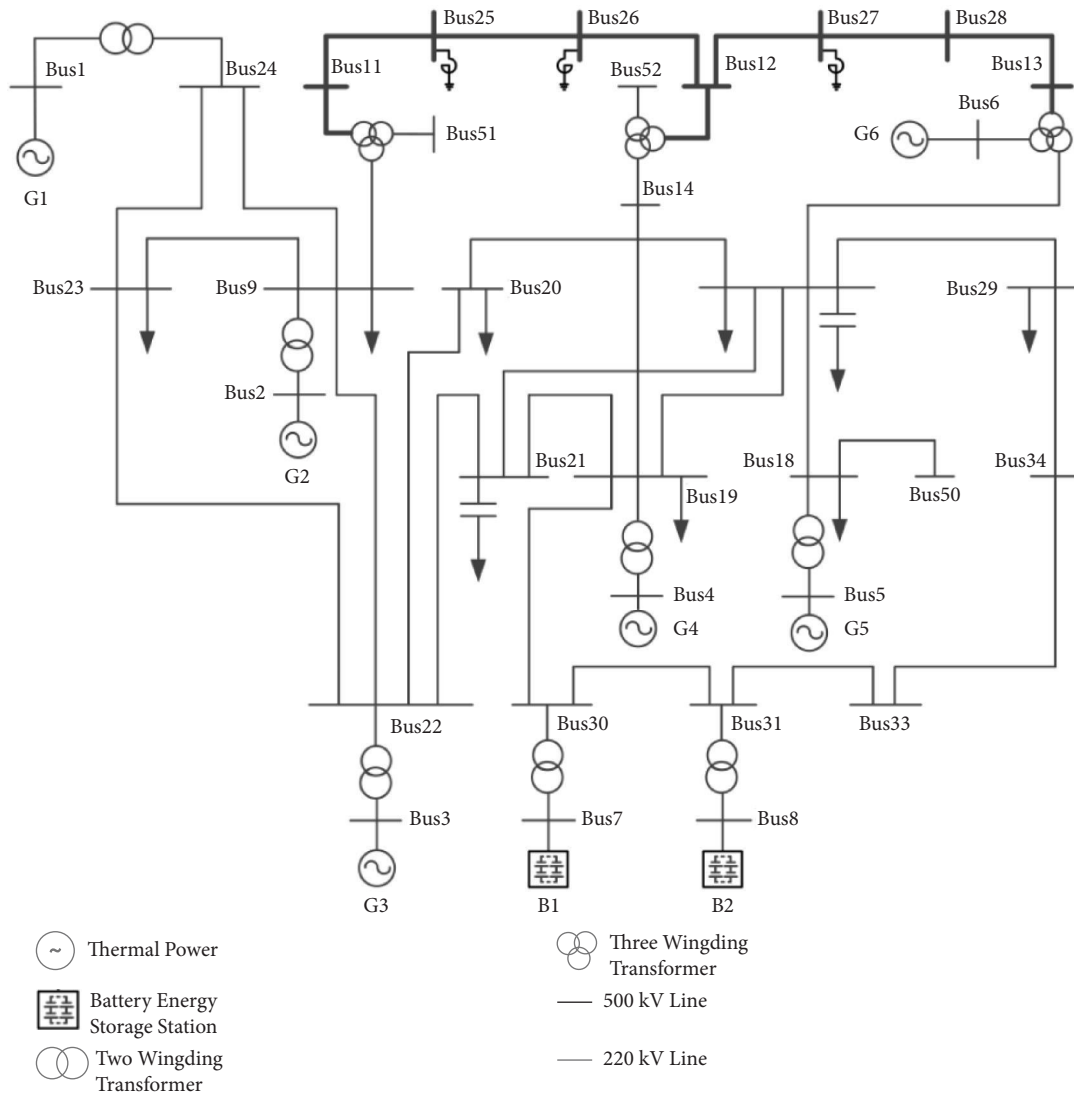 Bus25
Bus26
Bus27
Bus28
Bus1
Bus24
Bus11
Bus52
Bus12
Bus13
Bus6
Bus51
G6
G1
Bus14
Bus23
Bus9
Bus20
Bus29
Bus2
G2
Bus21
Bus19
Bus18
Bus50
Bus34
Bus4
G4
Bus5
G5
Bus22
Bus30
Bus31
Bus33
Bus3
Bus7
Bus8
G3
B1
B2
~ Thermal Power
Battery Energy
Storage Station
Two Wingding
Transformer
Three Wingding
Transformer
500 kV Line
220 kV Line